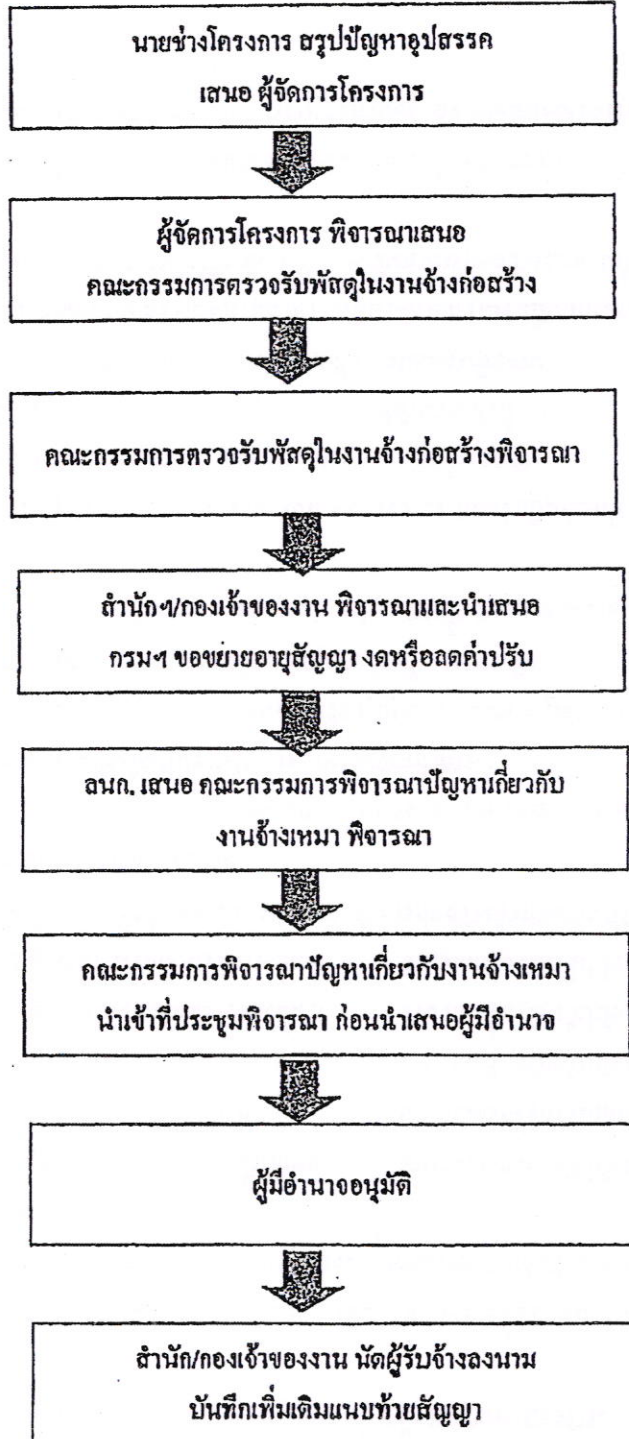 นายช่างโครงการ สรุปปัญหาอุปสรรค
เสนอ ผู้จัดการโครงการ
ผู้จัดการโครงการ พิจารณาเสนอ
คณะกรรมการตรวจรับพัสดุในงานจ้างก่อสร้าง
คณะกรรมการตรวจรับพัสดุในงานจ้างก่อสร้างพิจารณา
สำนักฯ/กองเจ้าของงาน พิจารณาและนำเสนอ
กรมฯ ขอขยายอายุสัญญา งดหรือลดค่าปรับ
ลนก. เสนอ คณะกรรมการพิจารณาปัญหาเกี่ยวกับ
งานจ้างเหมา พิจารณา
คณะกรรมการพิจารณาปัญหาเกี่ยวกับงานจ้างเหมา
นำเข้าที่ประชุมพิจารณา ก่อนนำเสนอผู้มีอำนาจ
ผู้มีอำนาจอนุมัติ
สำนัก/กองเจ้าของงาน นัดผู้รับจ้างลงนาม
บันทึกเพิ่มเติมแนบท้ายสัญญา